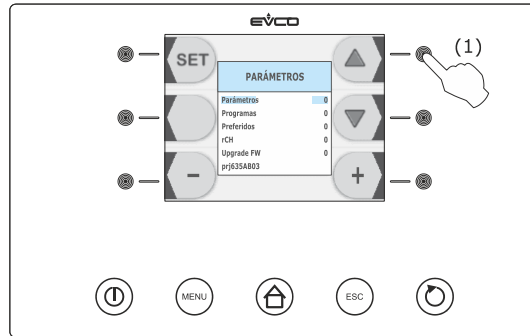 EVCO
(1)
SET
PARÁMETROS
Parámetros 0
Programas 0
Preferidos 0
rCH 0
Upgrade FW 0
prj635AB03
- +
MENU
ESC